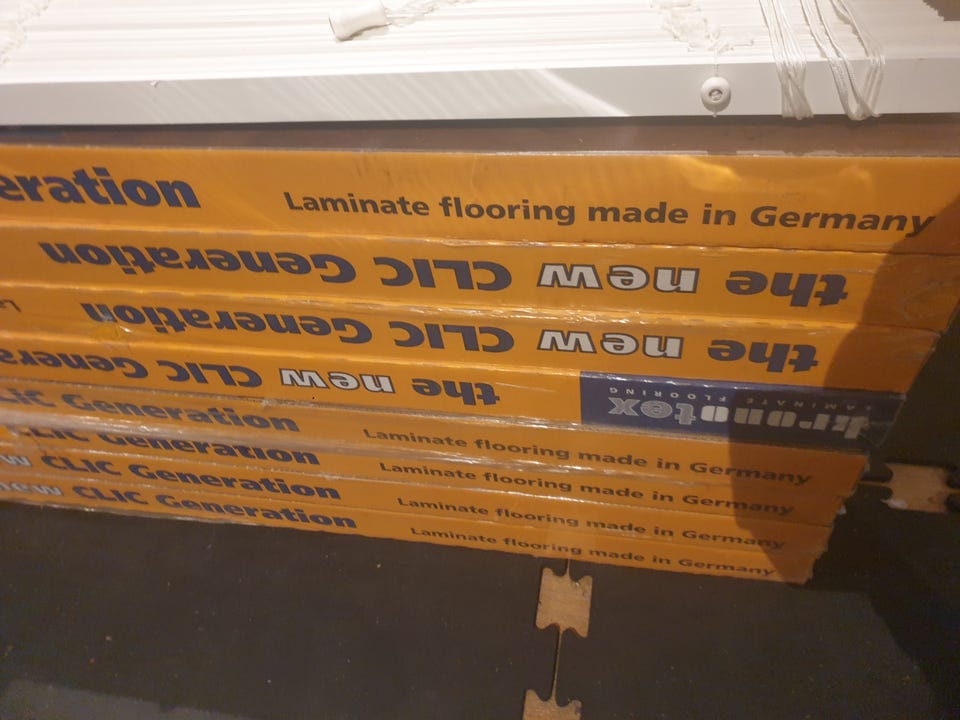 eration Laminate flooring made in Germany
the new CLIC Generation
the new CLIC Generation La
the new CLIC Genera
kronotex
LAMINATE FLOORING
CLIC Generation Laminate flooring made in Germany
CLIC Generation Laminate flooring made in Germany
new CLIC Generation Laminate flooring made in Germany
new CLIC Generation Laminate flooring made in Germany